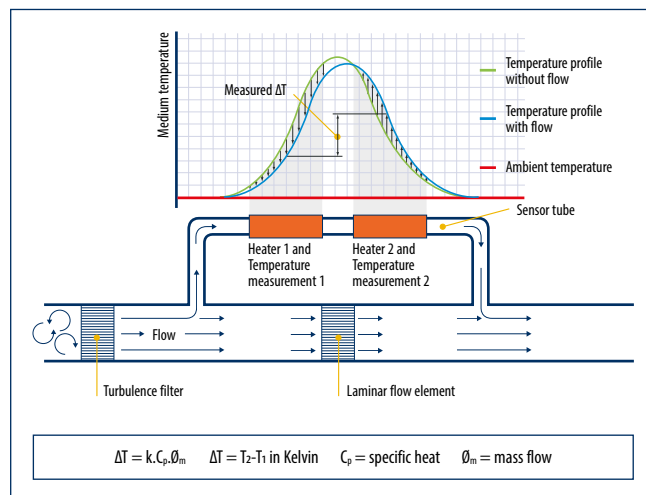 Medium temperature
Measured ΔT
Temperature profile
without flow
Temperature profile
with flow
Ambient temperature
Sensor tube
Heater 1 and
Temperature
measurement 1
Heater 2 and
Temperature
measurement 2
Flow
Turbulence filter
Laminar flow element
ΔT = k.Cₚ.Øₘ ΔT = T₂-T₁ in Kelvin Cₚ = specific heat Øₘ = mass flow